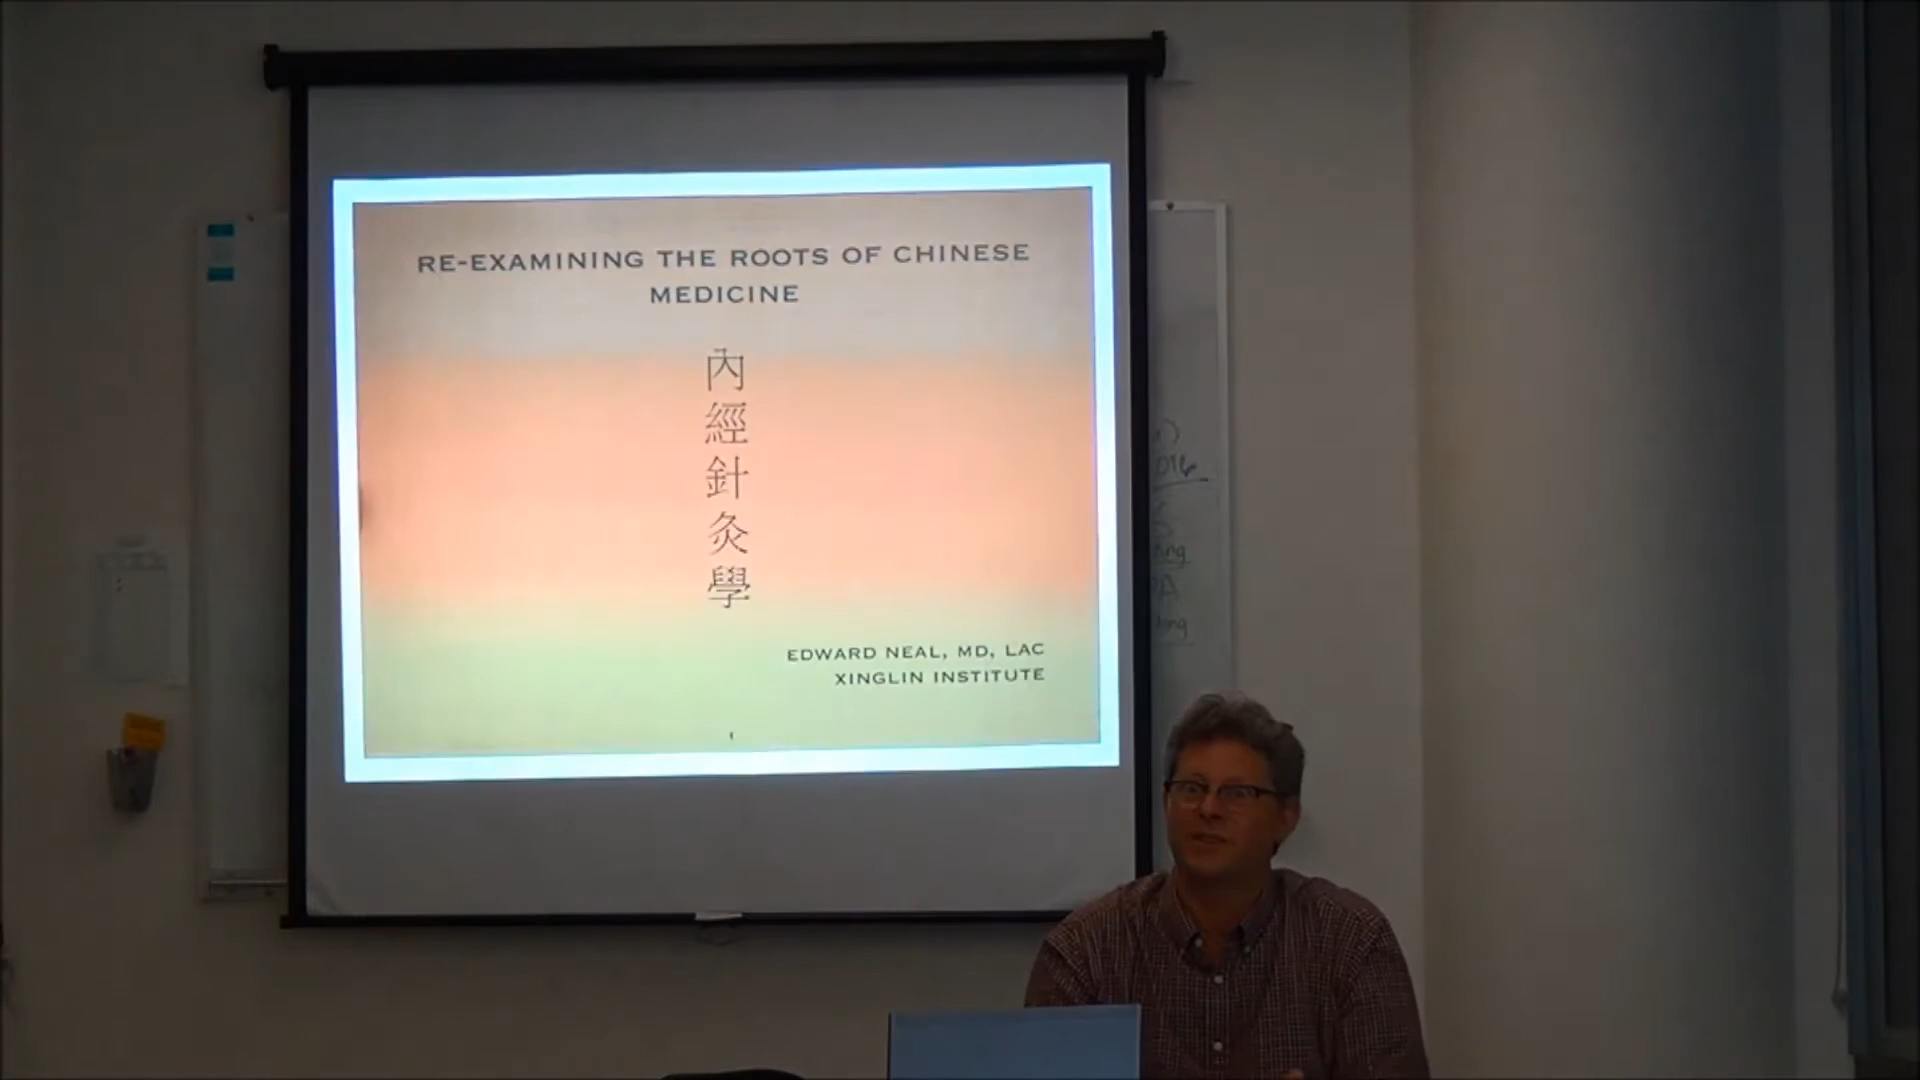 RE-EXAMINING THE ROOTS OF CHINESE
MEDICINE
內經針灸學
EDWARD NEAL, MD, LAC
XINGLIN INSTITUTE